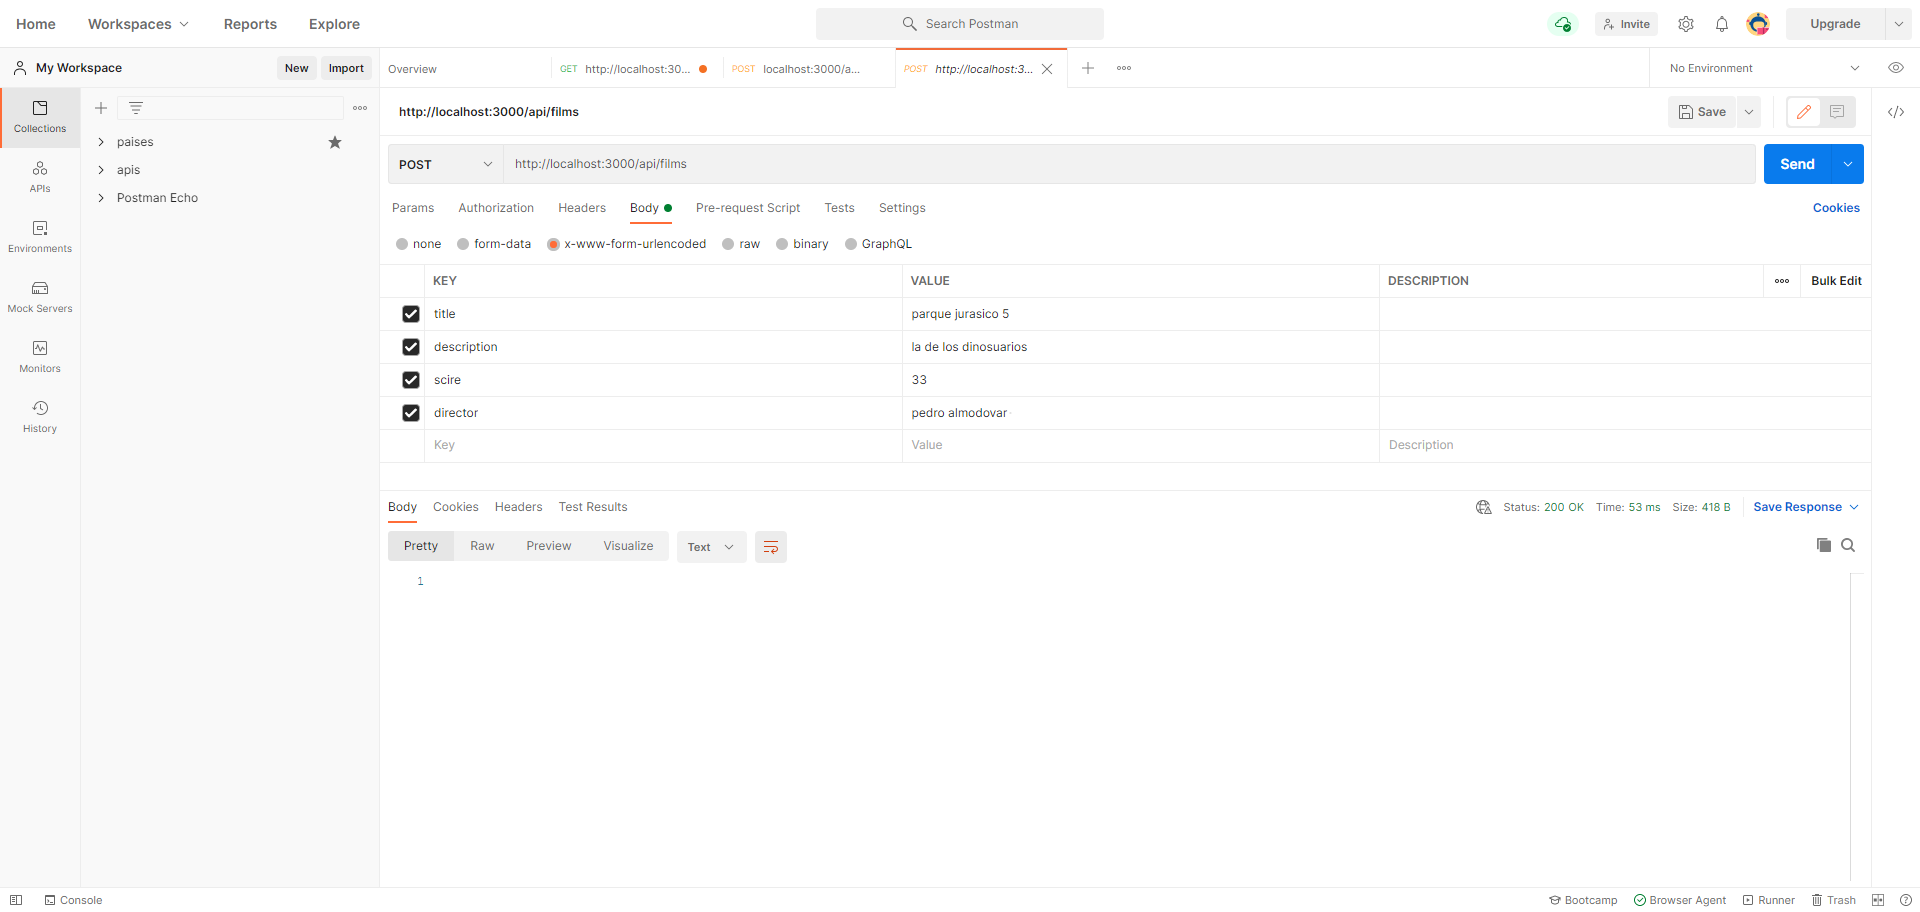 Home Workspaces Reports Explore Search Postman Invite Upgrade
My Workspace New Import Overview GET http://localhost:30... POST localhost:3000/a... POST http://localhost:3... No Environment
Collections
APIs
Environments
Mock Servers
Monitors
History
paises
apis
Postman Echo
http://localhost:3000/api/films Save
POST http://localhost:3000/api/films Send
Params Authorization Headers Body Pre-request Script Tests Settings Cookies
none form-data x-www-form-urlencoded raw binary GraphQL
KEY VALUE DESCRIPTION Bulk Edit
title parque jurasico 5
description la de los dinosuarios
scire 33
director pedro almodovar
Key Value Description
Body Cookies Headers Test Results Status: 200 OK Time: 53 ms Size: 418 B Save Response
Pretty Raw Preview Visualize Text
1
Console Bootcamp Browser Agent Runner Trash